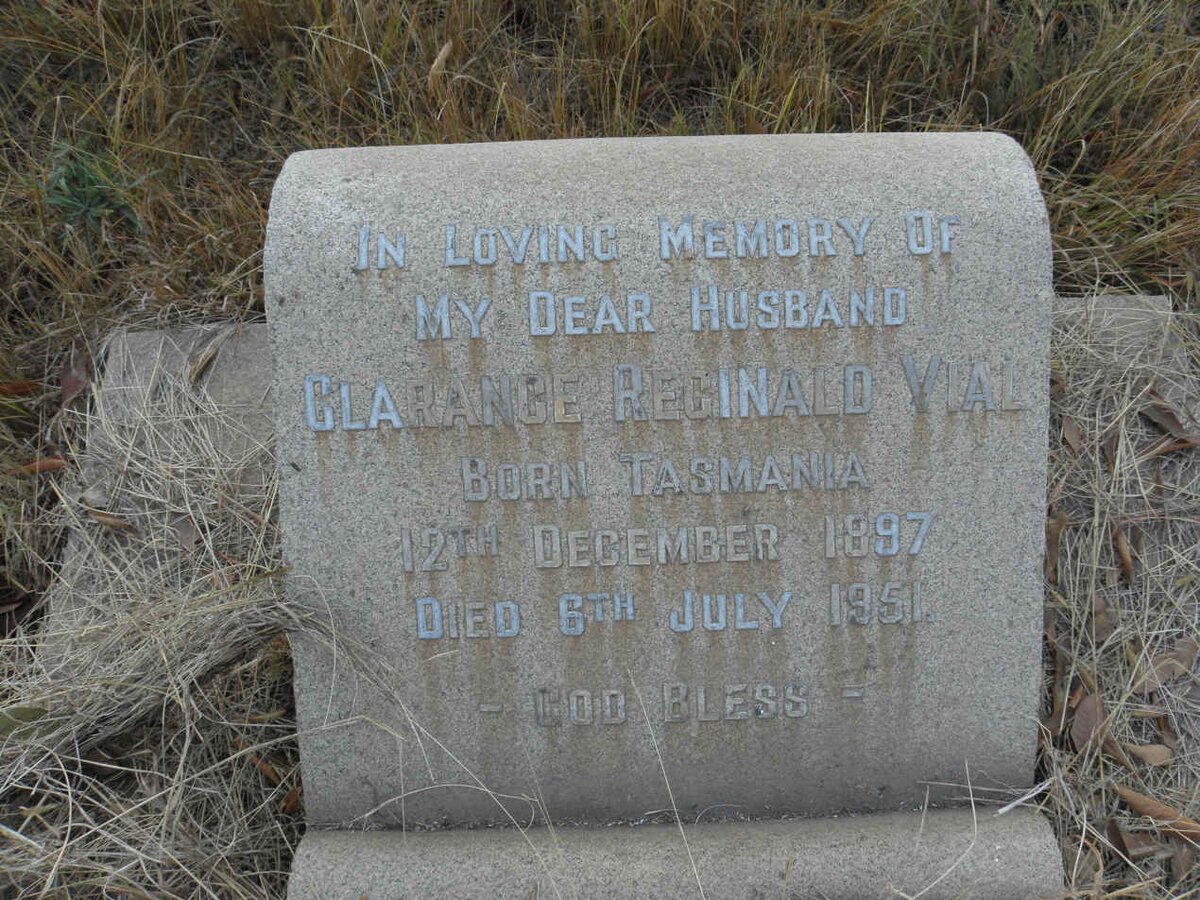 In Loving Memory Of
My Dear Husband
Clarance Reginald Vial
Born Tasmania
12th December 1897
Died 6th July 1951.
- God Bless -